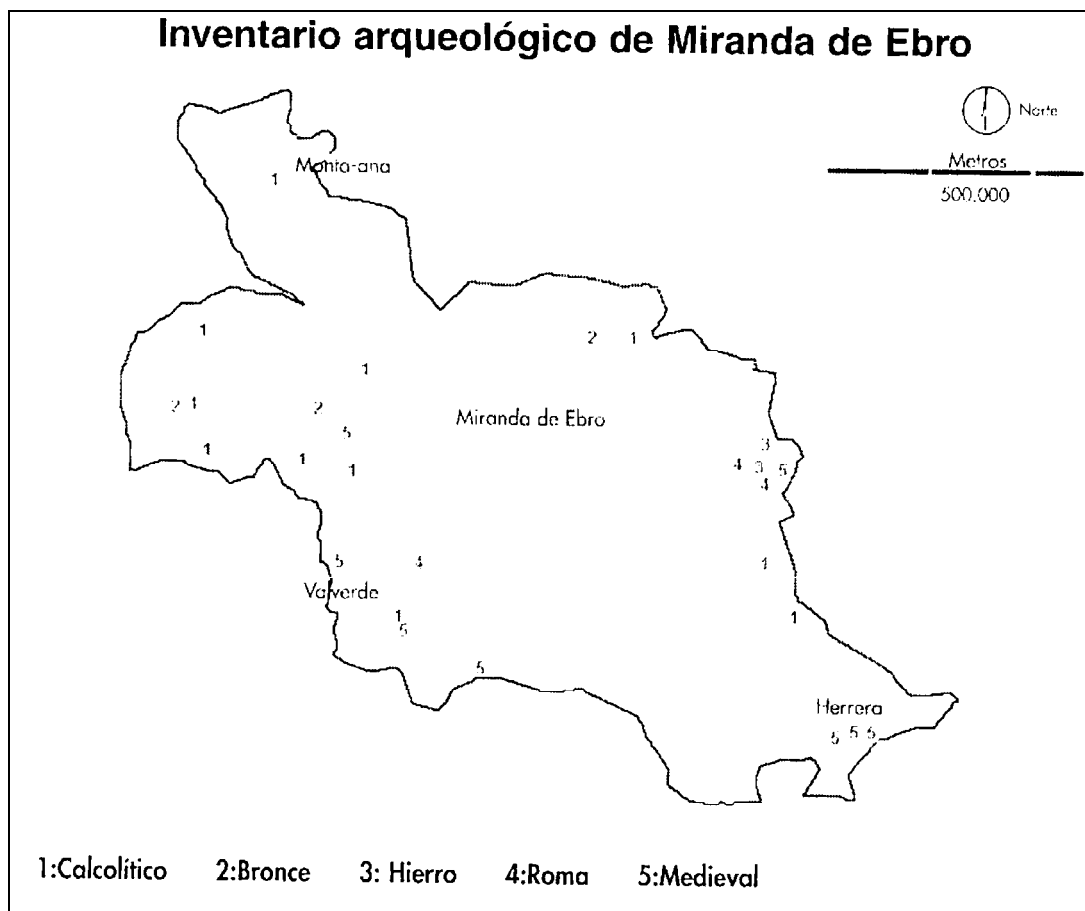 Inventario arqueológico de Miranda de Ebro
Norte
Metros
500.000
Monta-ana
1
1
2 1
1
2
1
Miranda de Ebro
2
5
1
1
1
3
4 3 5
4
5
4
1
Valverde
1
1
5
5
Herrera
5 5
1:Calcolítico 2:Bronce 3: Hierro 4:Roma 5:Medieval